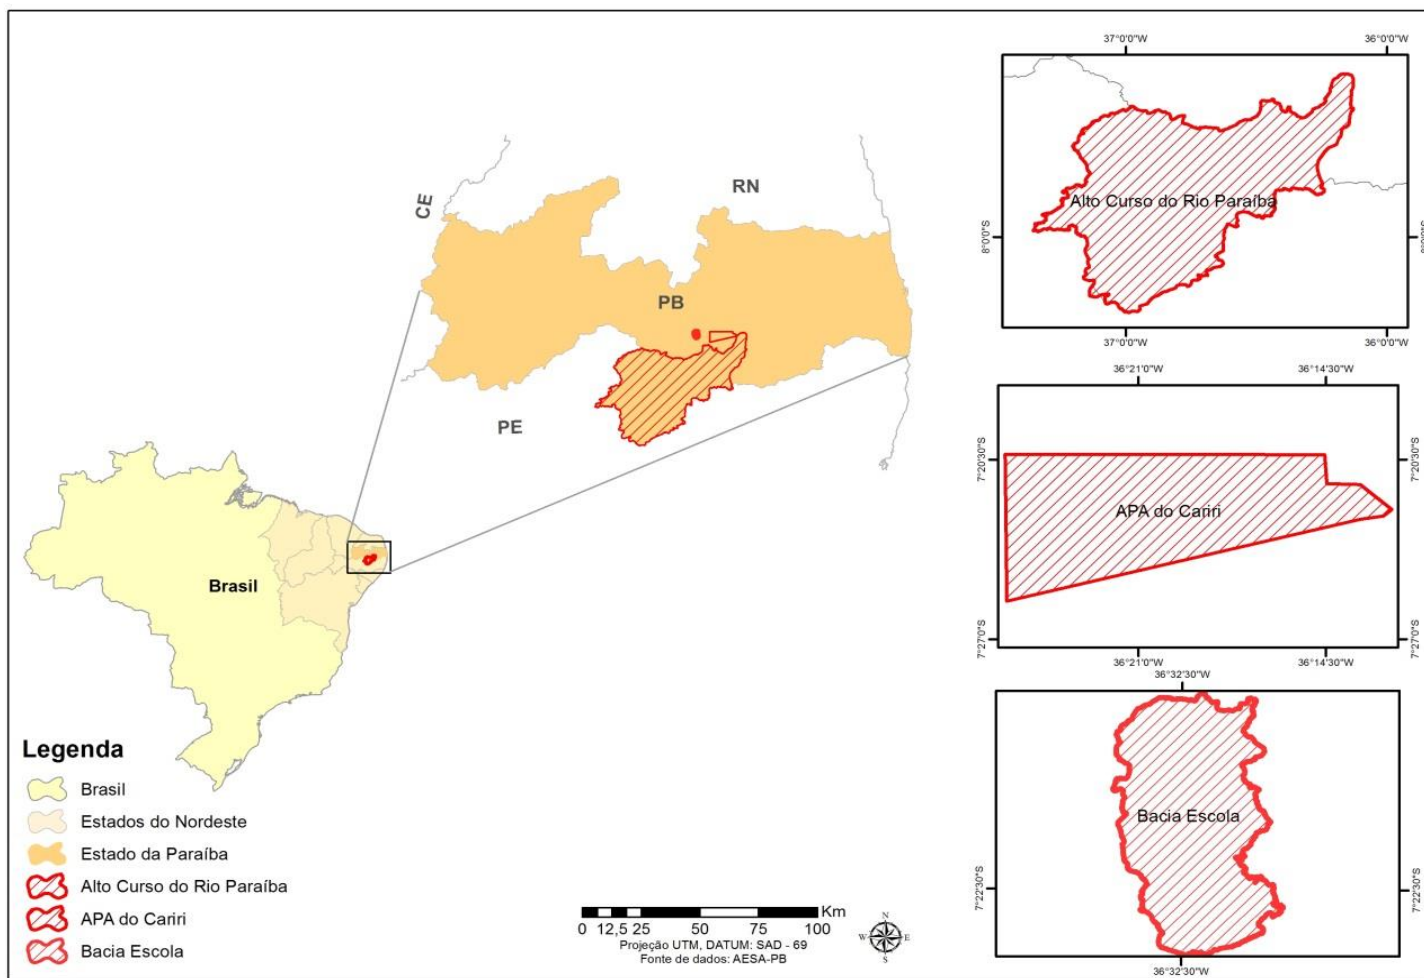 CE
RN
PB
PE
Brasil
Legenda
Brasil
Estados do Nordeste
Estado da Paraíba
Alto Curso do Rio Paraíba
APA do Cariri
Bacia Escola
Km
0 12,5 25 50 75 100
Projeção UTM, DATUM: SAD - 69
Fonte de dados: AESA-PB
N
W E
S
37°0'0"W 36°0'0"W
Alto Curso do Rio Paraíba
8°0'0"S 8°0'0"S
37°0'0"W 36°0'0"W
36°21'0"W 36°14'30"W
7°20'30"S 7°20'30"S
APA do Cariri
7°27'0"S 7°27'0"S
36°21'0"W 36°14'30"W
36°32'30"W
Bacia Escola
7°22'30"S 7°22'30"S
36°32'30"W